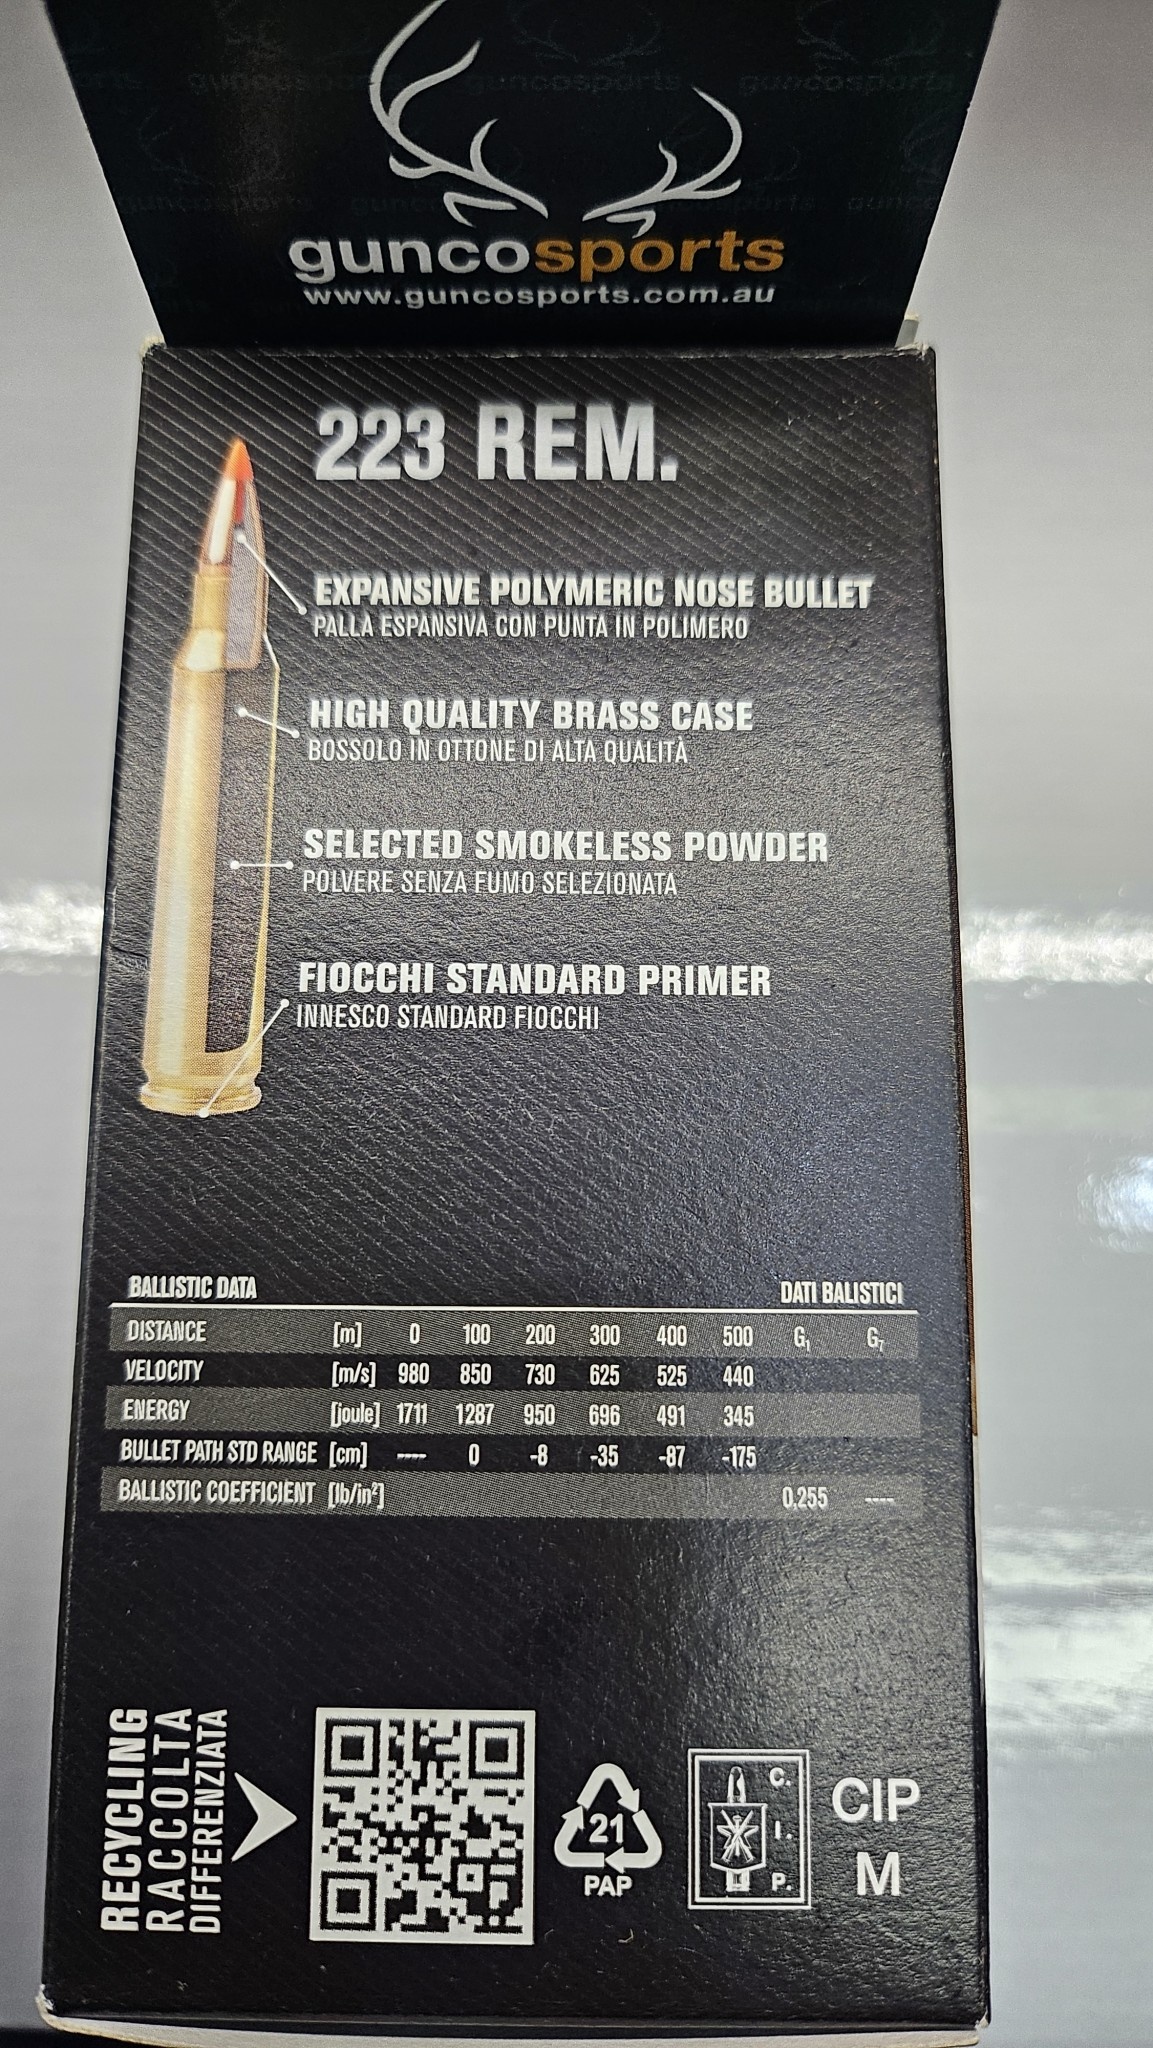 guncosports
www.guncosports.com.au
223 REM.
EXPANSIVE POLYMERIC NOSE BULLET
PALLA ESPANSIVA CON PUNTA IN POLIMERO
HIGH QUALITY BRASS CASE
BOSSOLO IN OTTONE DI ALTA QUALITÀ
SELECTED SMOKELESS POWDER
POLVERE SENZA FUMO SELEZIONATA
FIOCCHI STANDARD PRIMER
INNESCO STANDARD FIOCCHI
BALLISTIC DATA DATI BALISTICI
DISTANCE [m] 0 100 200 300 400 500 G₁ G₇
VELOCITY [m/s] 980 850 730 625 525 440
ENERGY [joule] 1711 1287 950 696 491 345
BULLET PATH STD RANGE [cm] ---- 0 -8 -35 -87 -175
BALLISTIC COEFFICIENT [lb/in²] 0,255 ----
RECYCLING
RACCOLTA
DIFFERENZIATA
21
PAP
C.
I.
P.
CIP
M